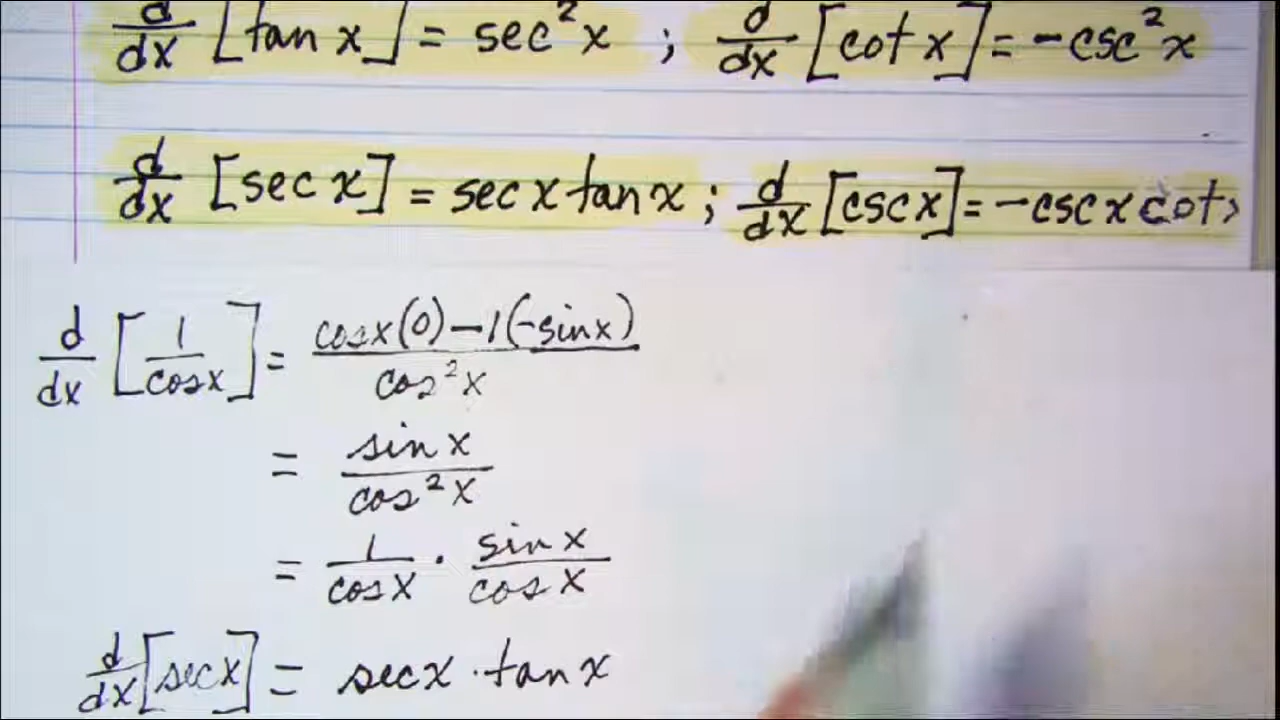 d/dx [tan x] = sec²x ; d/dx [cot x] = -csc²x
d/dx [sec x] = sec x tan x ; d/dx [csc x] = -csc x cot
d/dx [1/cos x] = cos x(0) - 1(-sin x) / cos²x
= sin x / cos²x
= 1/cos x · sin x / cos x
d/dx [sec x] = sec x · tan x